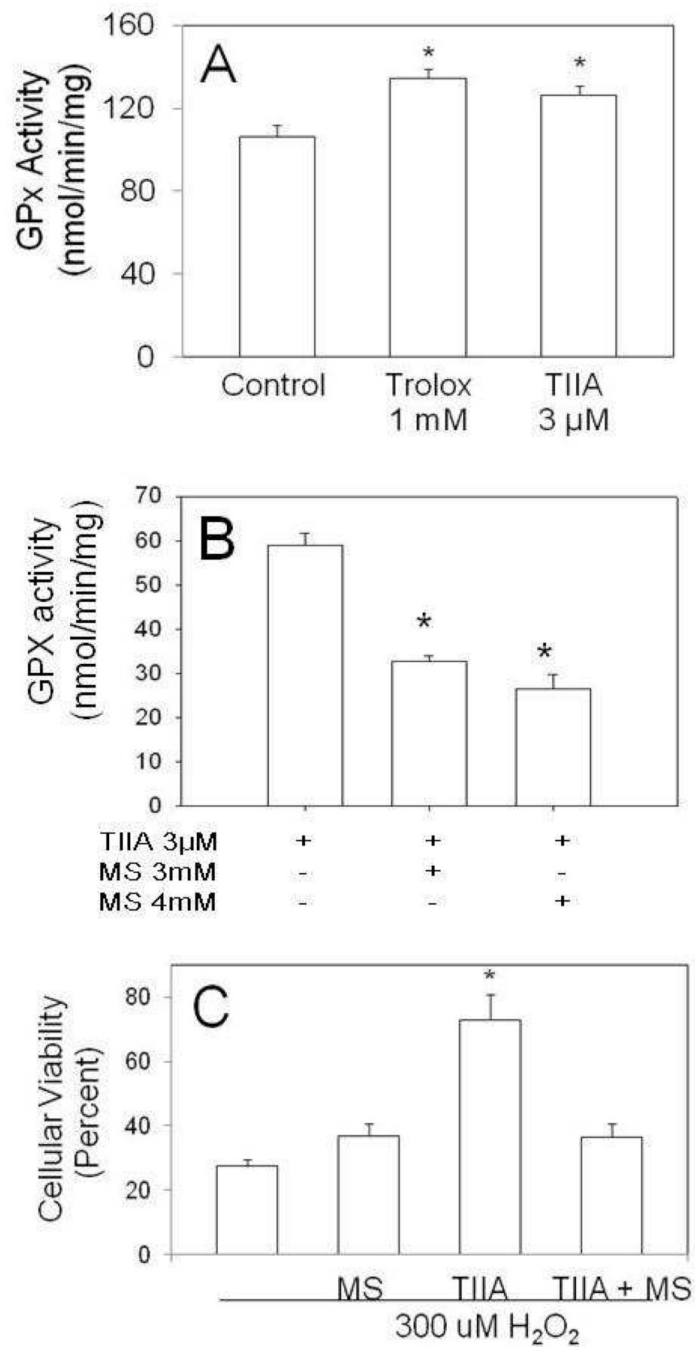 A
GPx Activity
(nmol/min/mg)
160
120
80
40
0
*
*
Control
Trolox
1 mM
TIIA
3 µM
B
GPX activity
(nmol/min/mg)
70
60
50
40
30
20
10
0
*
*
TIIA 3µM + + +
MS 3mM - + -
MS 4mM - - +
C
Cellular Viability
(Percent)
80
60
40
20
0
*
MS TIIA TIIA + MS
300 uM H₂O₂